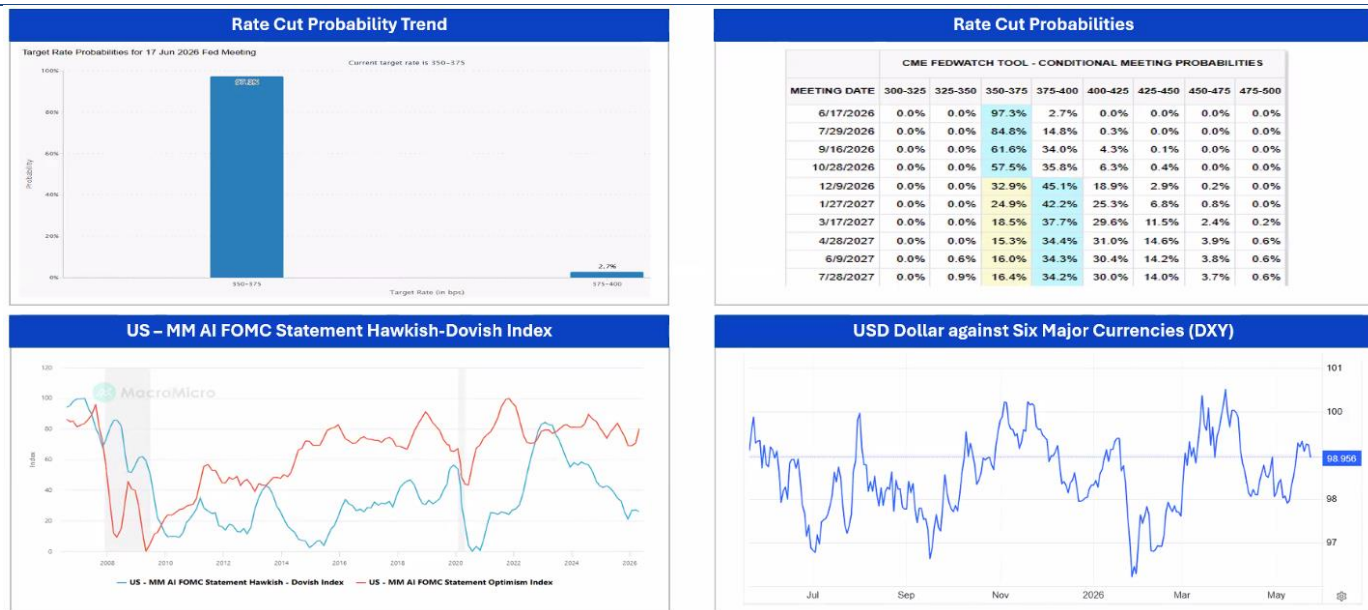 Rate Cut Probability Trend
Target Rate Probabilities for 17 Jun 2026 Fed Meeting
Current target rate is 350-375
100%
80%
60%
40%
20%
0%
Probability
97.3%
2.7%
350-375
375-400
Target Rate (in bps)
Rate Cut Probabilities
CME FEDWATCH TOOL - CONDITIONAL MEETING PROBABILITIES
MEETING DATE 300-325 325-350 350-375 375-400 400-425 425-450 450-475 475-500
6/17/2026 0.0% 0.0% 97.3% 2.7% 0.0% 0.0% 0.0% 0.0%
7/29/2026 0.0% 0.0% 84.8% 14.8% 0.3% 0.0% 0.0% 0.0%
9/16/2026 0.0% 0.0% 61.6% 34.0% 4.3% 0.1% 0.0% 0.0%
10/28/2026 0.0% 0.0% 57.5% 35.8% 6.3% 0.4% 0.0% 0.0%
12/9/2026 0.0% 0.0% 32.9% 45.1% 18.9% 2.9% 0.2% 0.0%
1/27/2027 0.0% 0.0% 24.9% 42.2% 25.3% 6.8% 0.8% 0.0%
3/17/2027 0.0% 0.0% 18.5% 37.7% 29.6% 11.5% 2.4% 0.2%
4/28/2027 0.0% 0.0% 15.3% 34.4% 31.0% 14.6% 3.9% 0.6%
6/9/2027 0.0% 0.6% 16.0% 34.3% 30.4% 14.2% 3.8% 0.6%
7/28/2027 0.0% 0.9% 16.4% 34.2% 30.0% 14.0% 3.7% 0.6%
US – MM AI FOMC Statement Hawkish-Dovish Index
MacroMicro
120
100
80
60
40
20
0
Index
2008 2010 2012 2014 2016 2018 2020 2022 2024 2026
US - MM AI FOMC Statement Hawkish - Dovish Index
US - MM AI FOMC Statement Optimism Index
USD Dollar against Six Major Currencies (DXY)
101
100
98.956
98
97
Jul Sep Nov 2026 Mar May